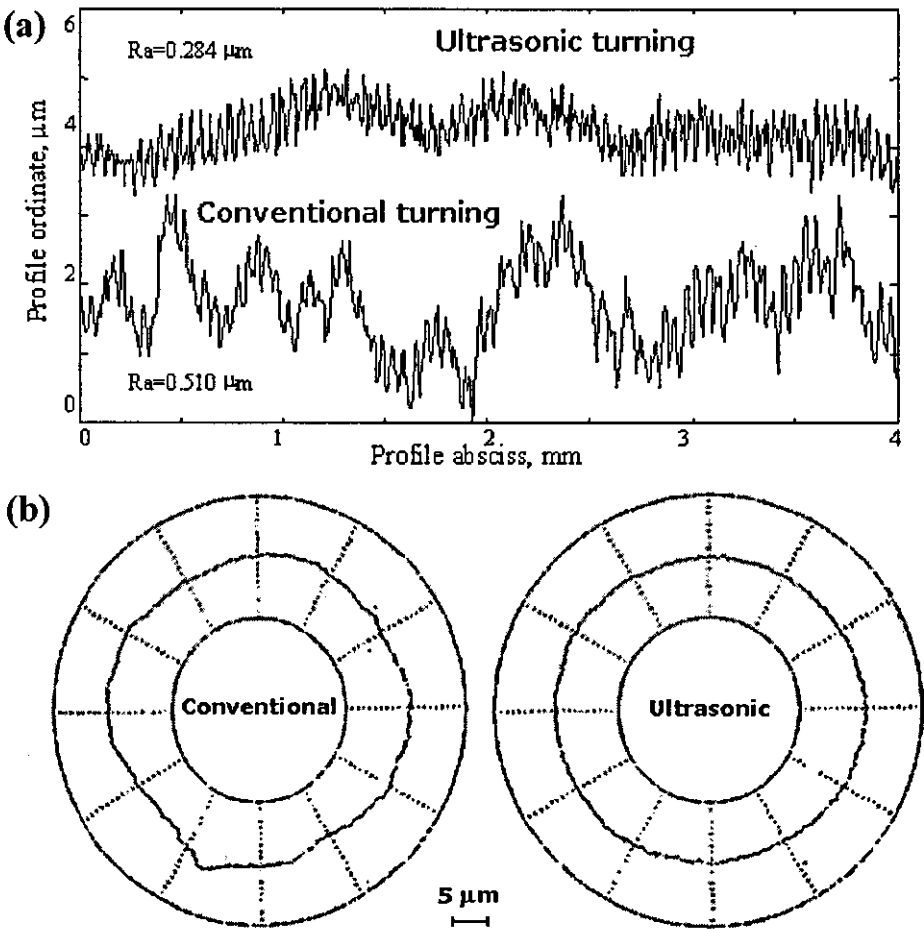 (a)
6
4
2
0
Profile ordinate, μm
Ra=0.284 μm
Ultrasonic turning
Conventional turning
Ra=0.510 μm
0 1 2 3 4
Profile absciss, mm
(b)
Conventional
Ultrasonic
5 μm